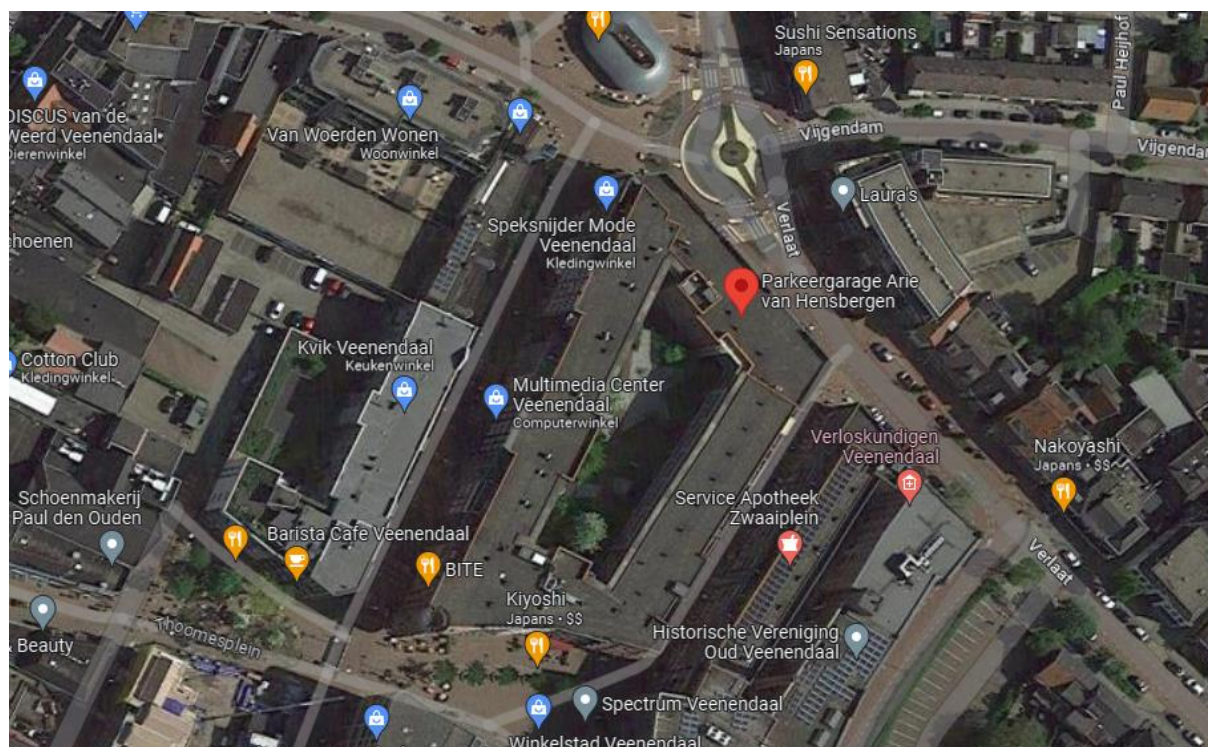 Sushi Sensations
Japans
Paul Heijhof
DISCUS van de
Weerd Veenendaal
Dierenwinkel
Van Woerden Wonen
Woonwinkel
Vijgendam
Vijgendam
Laura's
Verlaat
Speksnijder Mode
Veenendaal
Kledingwinkel
choenen
Parkeergarage Arie
van Hensbergen
Kvik Veenendaal
Keukenwinkel
Cotton Club
Kledingwinkel
Multimedia Center
Veenendaal
Computerwinkel
Verloskundigen
Veenendaal
Nakoyashi
Japans • $$
Schoenmakerij
Paul den Ouden
Service Apotheek
Zwaaiplein
Barista Cafe Veenendaal
BITE
Verlaat
Kiyoshi
Japans • $$
Thoomesplein
& Beauty
Historische Vereniging
Oud Veenendaal
Spectrum Veenendaal
Winkelstad Veenendaal